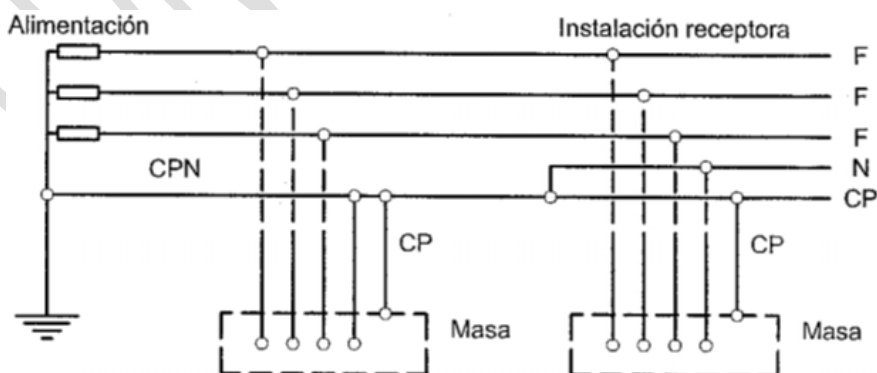 Alimentación
Instalación receptora
F
F
F
CPN
N
CP
CP
CP
Masa
Masa